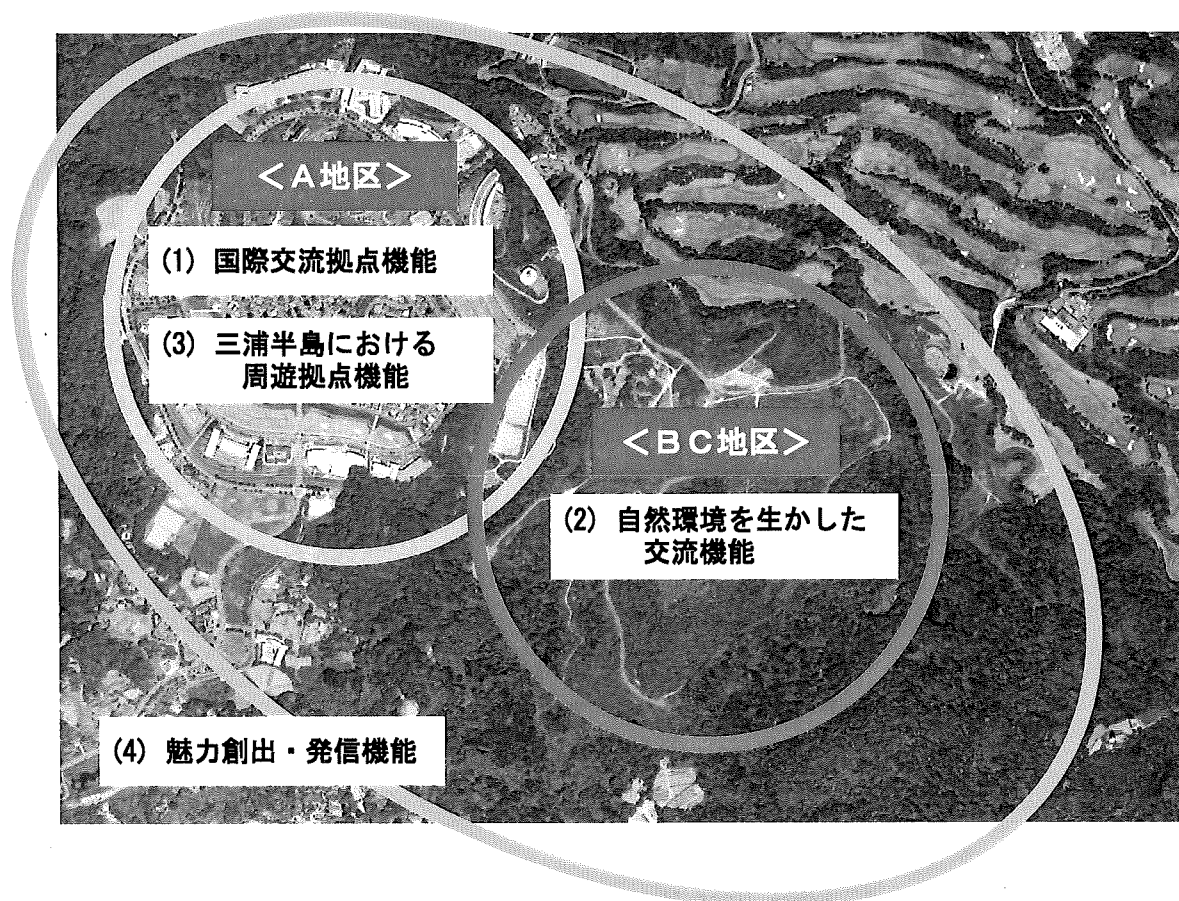 ＜A地区＞
(1) 国際交流拠点機能
(3) 三浦半島における
周遊拠点機能
＜BC地区＞
(2) 自然環境を生かした
交流機能
(4) 魅力創出・発信機能